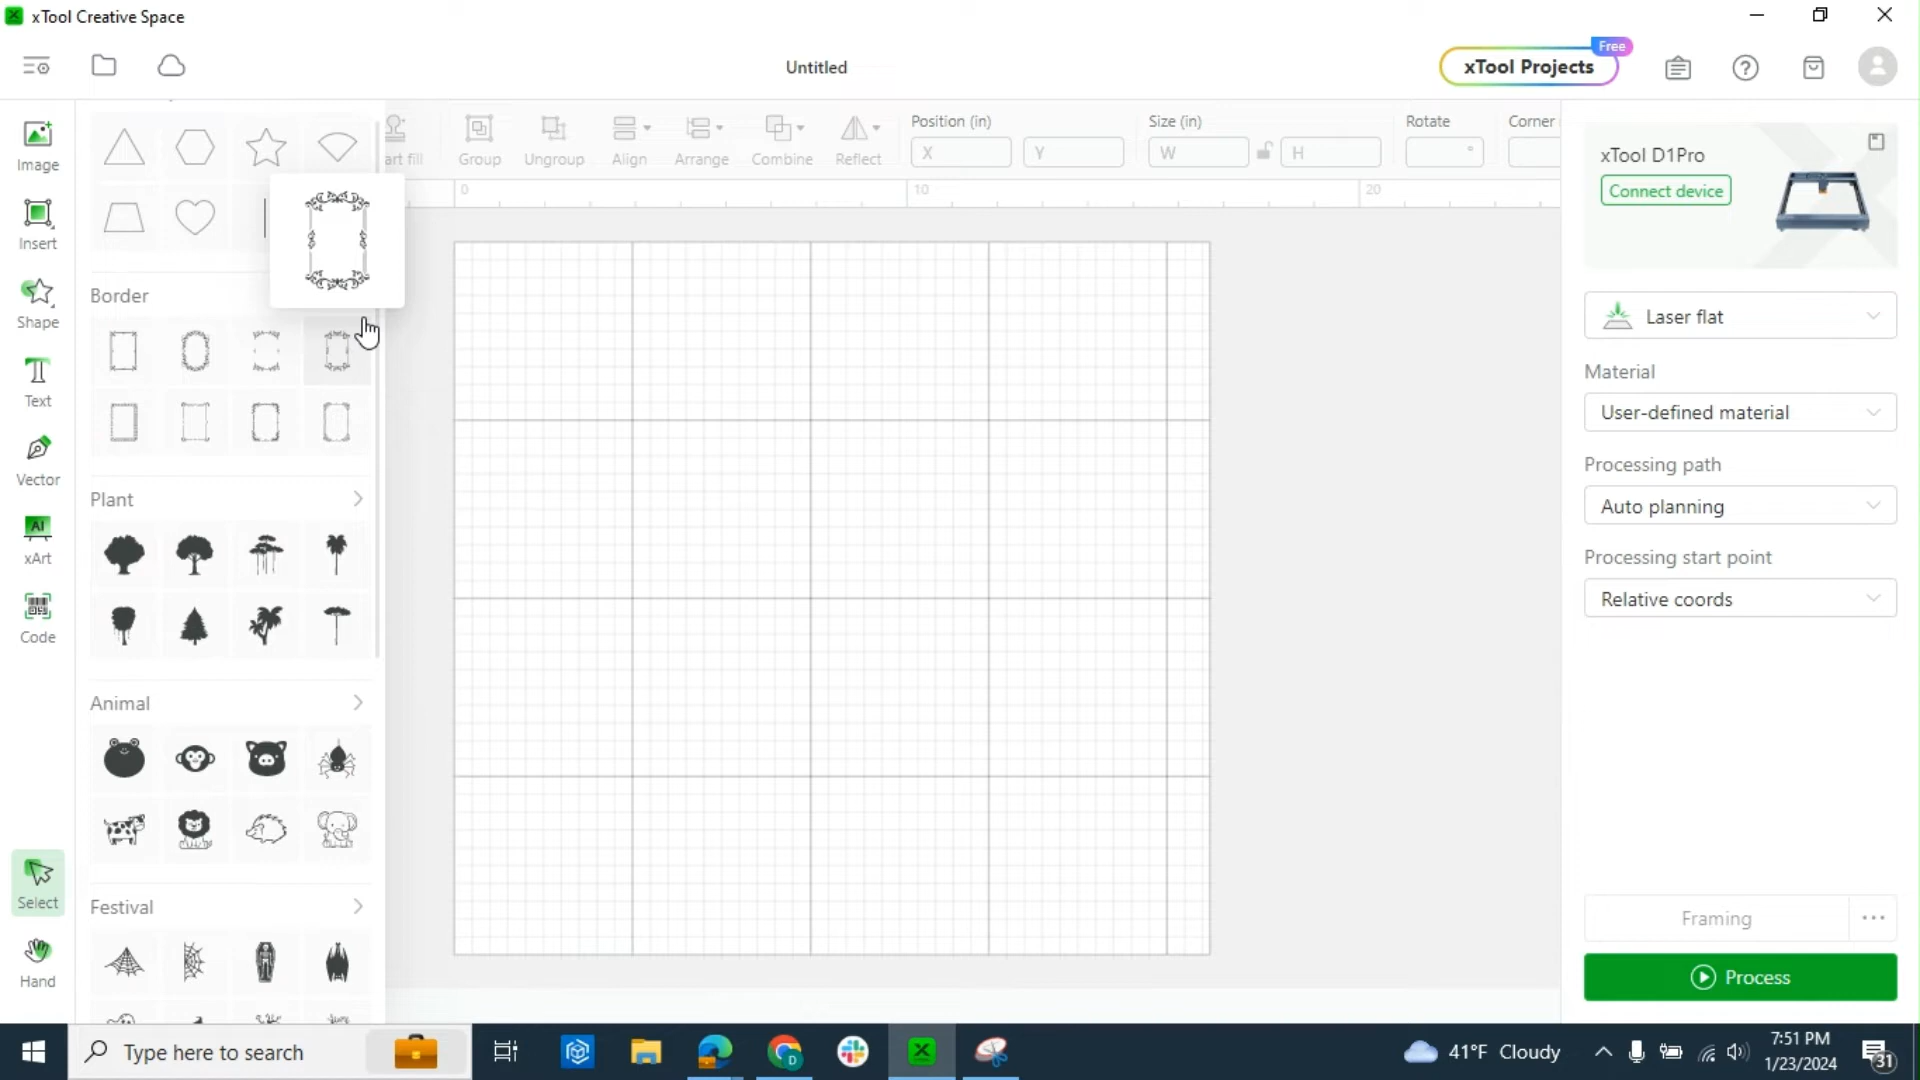 xTool Creative Space
Untitled
Free
xTool Projects
Image
Insert
Shape
Text
Vector
AI
xArt
Code
Select
Hand
Border
Plant
Animal
Festival
art fill
Group
Ungroup
Align
Arrange
Combine
Reflect
Position (in)
X
Y
Size (in)
W
H
Rotate
°
Corner
0
10
20
xTool D1Pro
Connect device
Laser flat
Material
User-defined material
Processing path
Auto planning
Processing start point
Relative coords
Framing
Process
Type here to search
41°F Cloudy
7:51 PM
1/23/2024
31